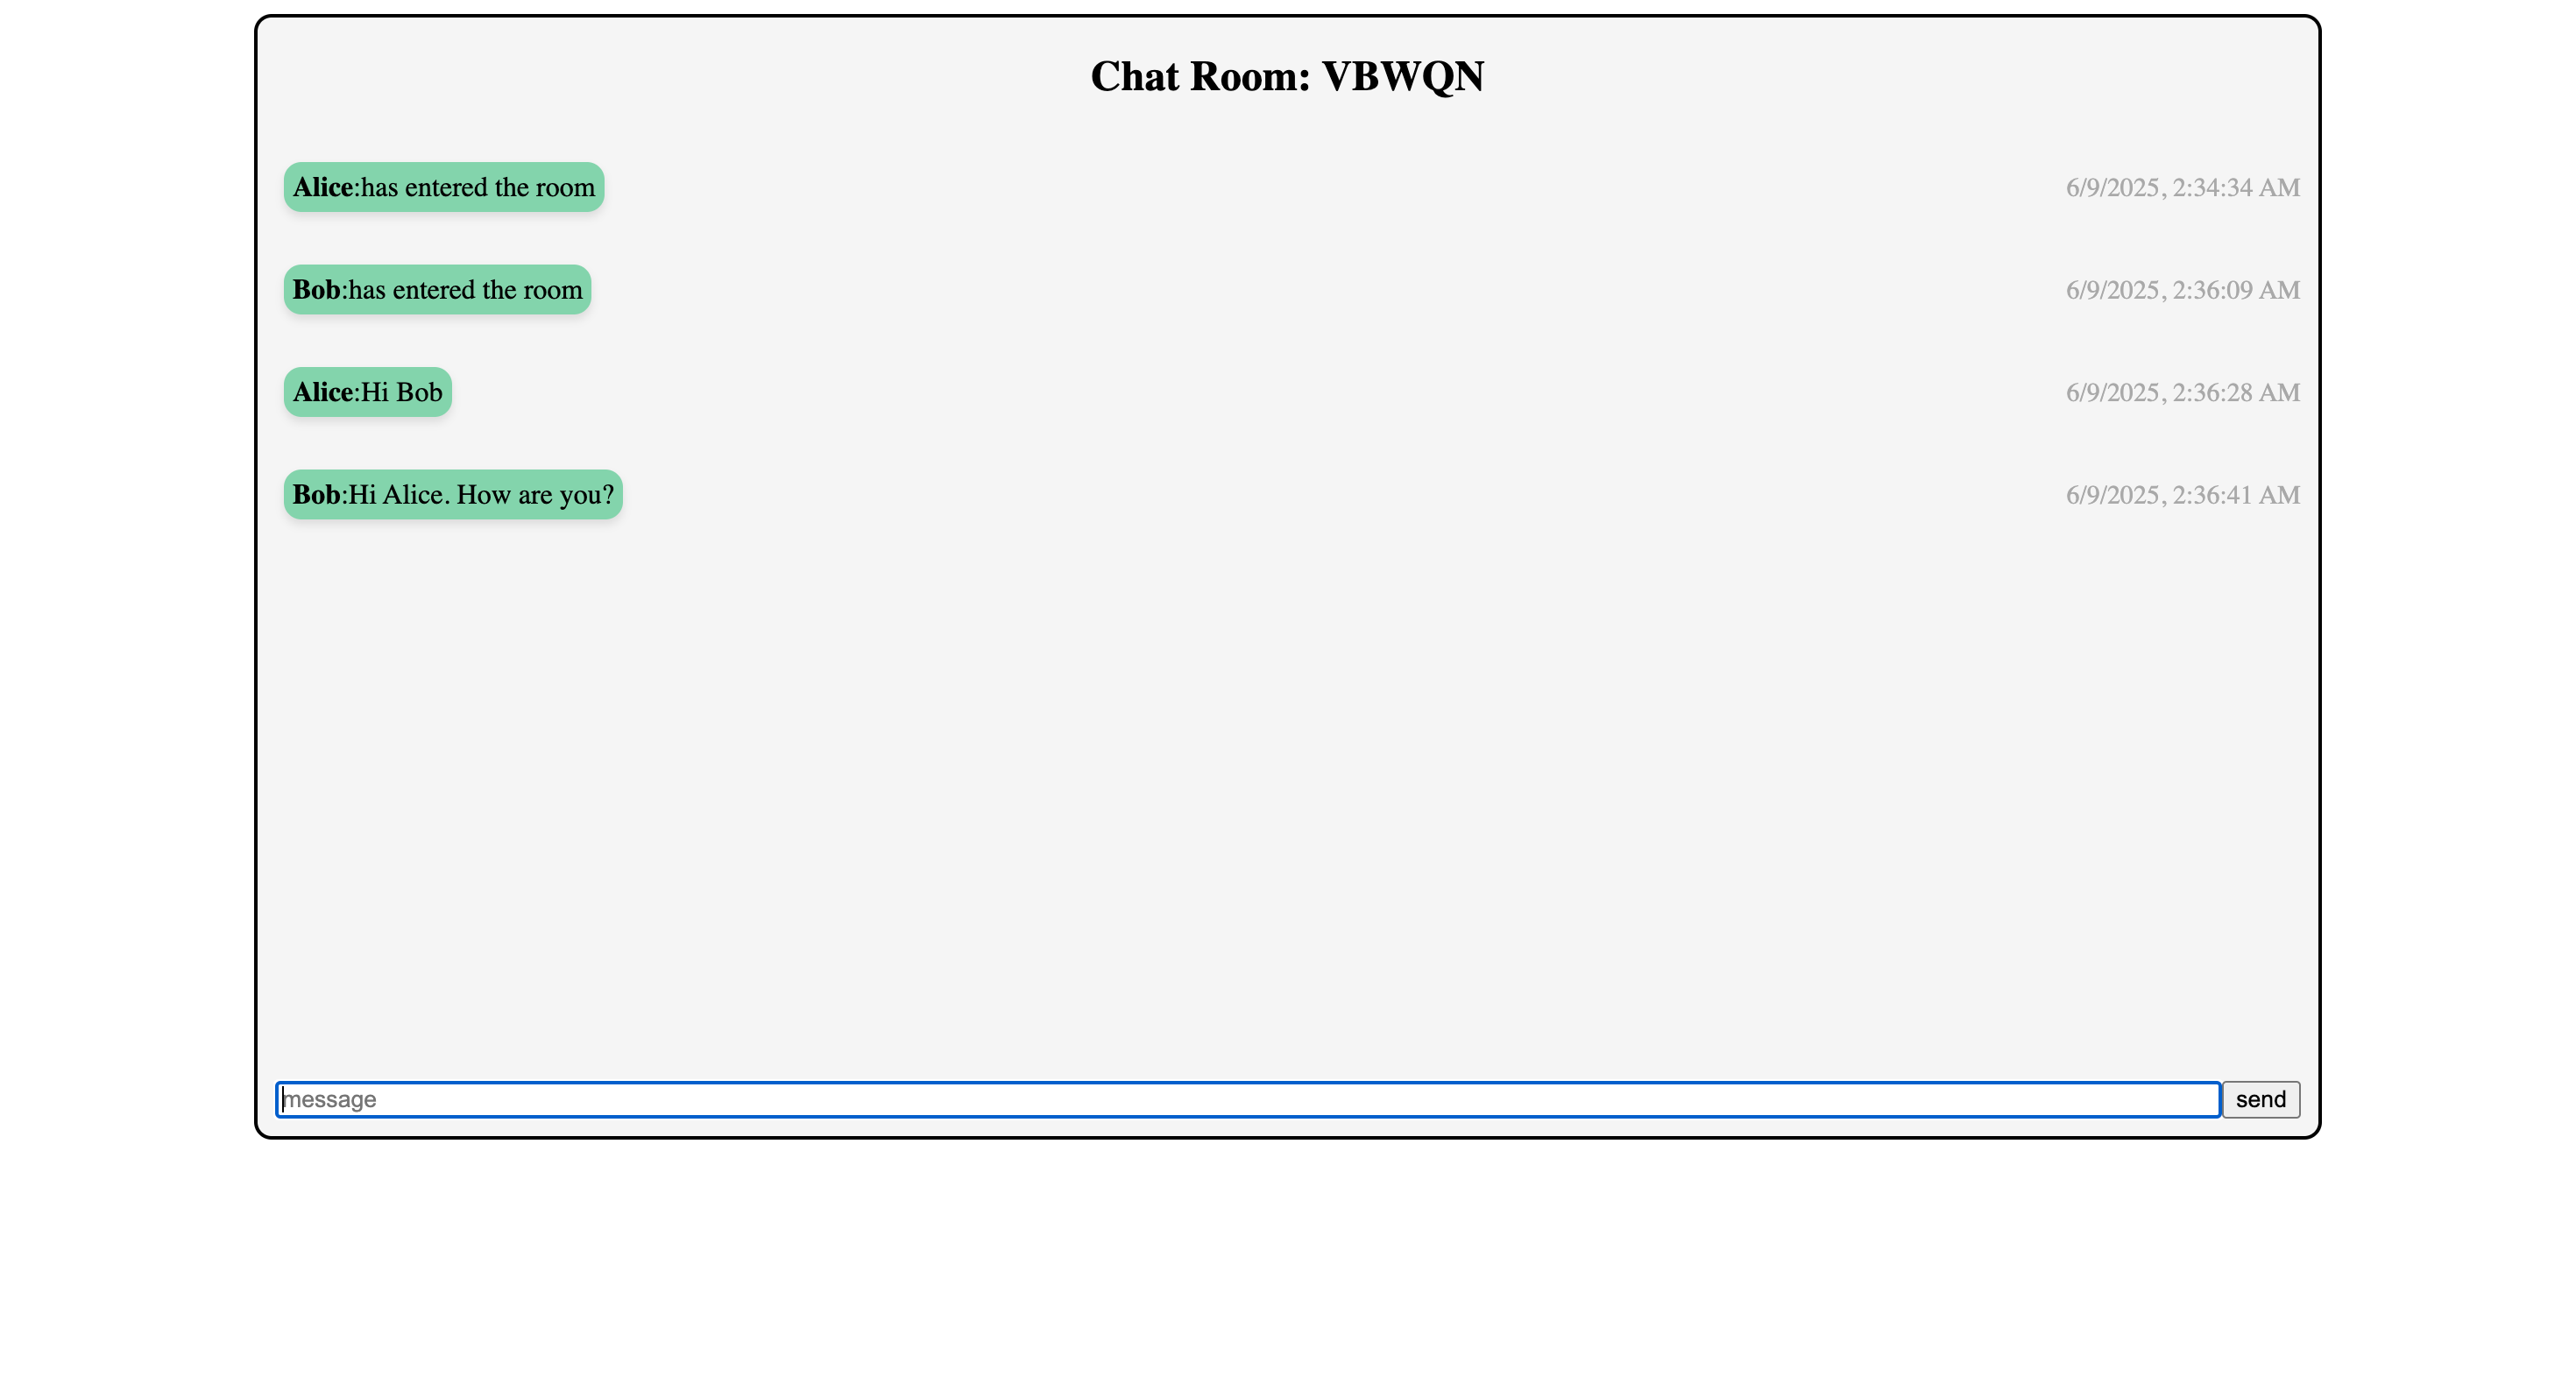 Chat Room: VBWQN
Alice:has entered the room 6/9/2025, 2:34:34 AM
Bob:has entered the room 6/9/2025, 2:36:09 AM
Alice:Hi Bob 6/9/2025, 2:36:28 AM
Bob:Hi Alice. How are you? 6/9/2025, 2:36:41 AM
message send